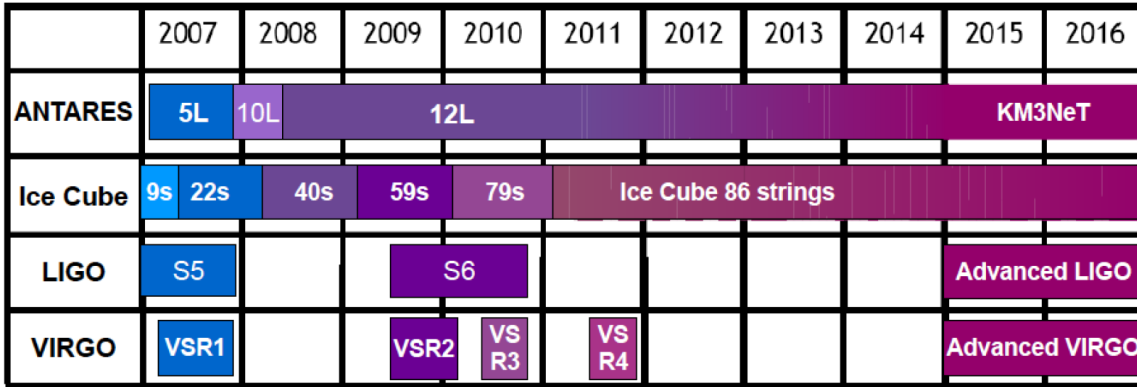 2007 2008 2009 2010 2011 2012 2013 2014 2015 2016
ANTARES 5L 10L 12L KM3NeT
Ice Cube 9s 22s 40s 59s 79s Ice Cube 86 strings
LIGO S5 S6 Advanced LIGO
VIRGO VSR1 VSR2 VS R3 VS R4 Advanced VIRGO